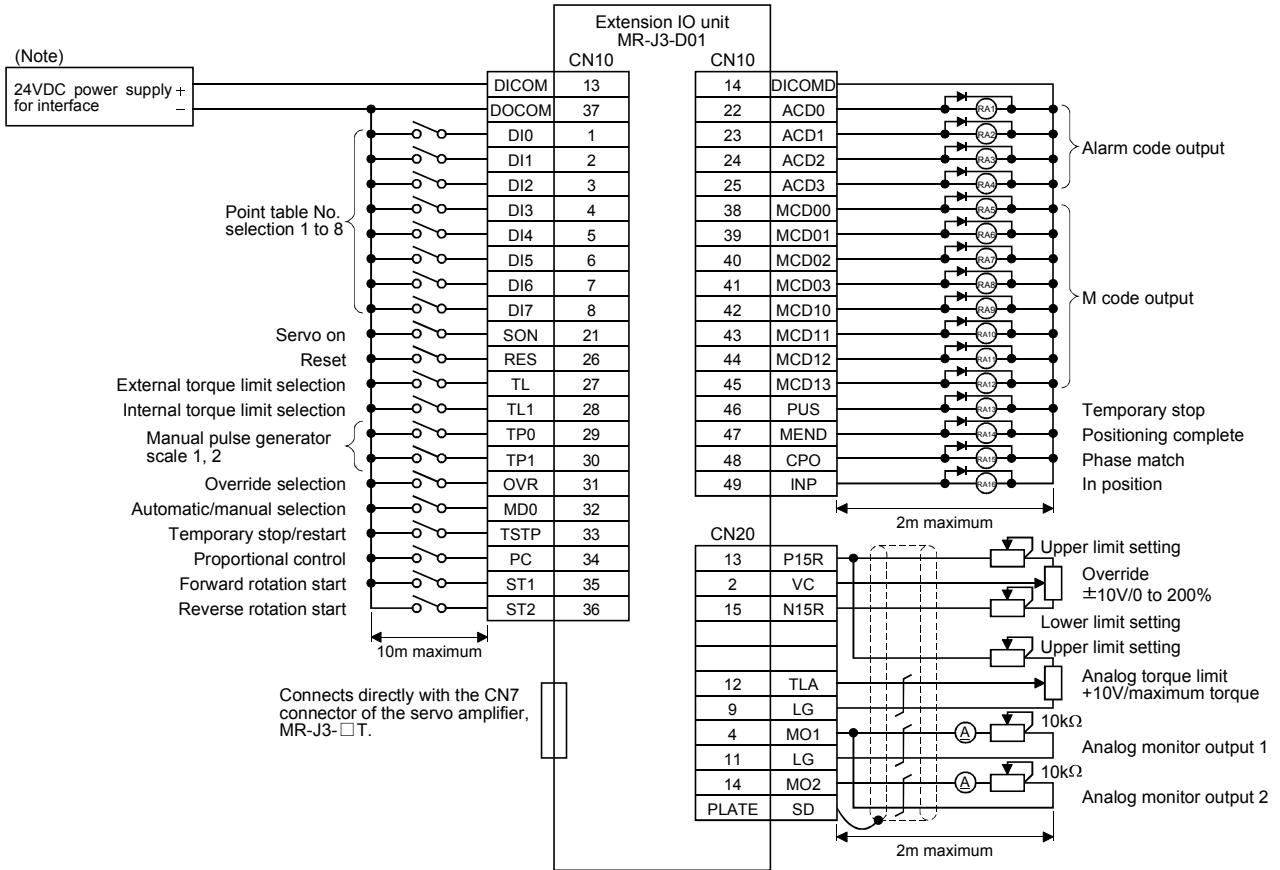 Extension IO unit
MR-J3-D01
(Note)
24VDC power supply +
for interface −
CN10
DICOM 13
DOCOM 37
DI0 1
DI1 2
DI2 3
DI3 4
DI4 5
DI5 6
DI6 7
DI7 8
SON 21
RES 26
TL 27
TL1 28
TP0 29
TP1 30
OVR 31
MD0 32
TSTP 33
PC 34
ST1 35
ST2 36
Point table No.
selection 1 to 8
Servo on
Reset
External torque limit selection
Internal torque limit selection
Manual pulse generator
scale 1, 2
Override selection
Automatic/manual selection
Temporary stop/restart
Proportional control
Forward rotation start
Reverse rotation start
10m maximum
Connects directly with the CN7
connector of the servo amplifier,
MR-J3-□T.
CN10
14 DICOMD
22 ACD0 RA1
23 ACD1 RA2
24 ACD2 RA3
25 ACD3 RA4
38 MCD00 RA5
39 MCD01 RA6
40 MCD02 RA7
41 MCD03 RA8
42 MCD10 RA9
43 MCD11 RA10
44 MCD12 RA11
45 MCD13 RA12
46 PUS RA13
47 MEND RA14
48 CPO RA15
49 INP RA16
Alarm code output
M code output
Temporary stop
Positioning complete
Phase match
In position
2m maximum
CN20
13 P15R
2 VC
15 N15R
12 TLA
9 LG
4 MO1
11 LG
14 MO2
PLATE SD
Upper limit setting
Override
±10V/0 to 200%
Lower limit setting
Upper limit setting
Analog torque limit
+10V/maximum torque
A 10kΩ
Analog monitor output 1
A 10kΩ
Analog monitor output 2
2m maximum